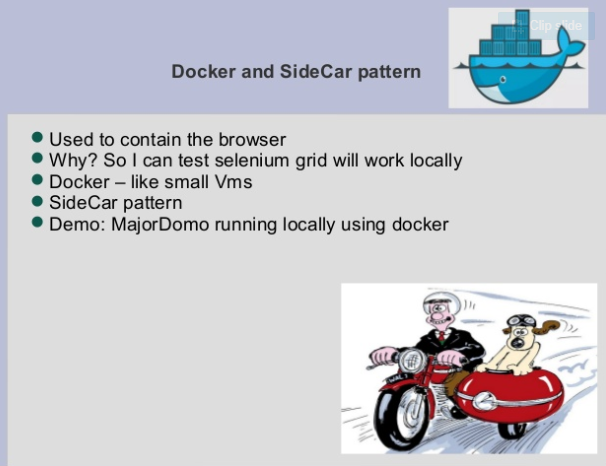 Clip slide
Docker and SideCar pattern
Used to contain the browser
Why? So I can test selenium grid will work locally
Docker – like small Vms
SideCar pattern
Demo: MajorDomo running locally using docker